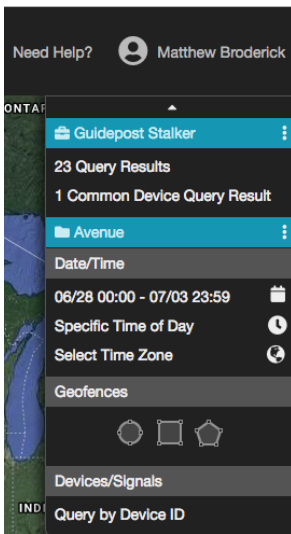 Need Help? Matthew Broderick
ONTAR
Guidepost Stalker
23 Query Results
1 Common Device Query Result
Avenue
Date/Time
06/28 00:00 - 07/03 23:59
Specific Time of Day
Select Time Zone
Geofences
Devices/Signals
INDI
Query by Device ID